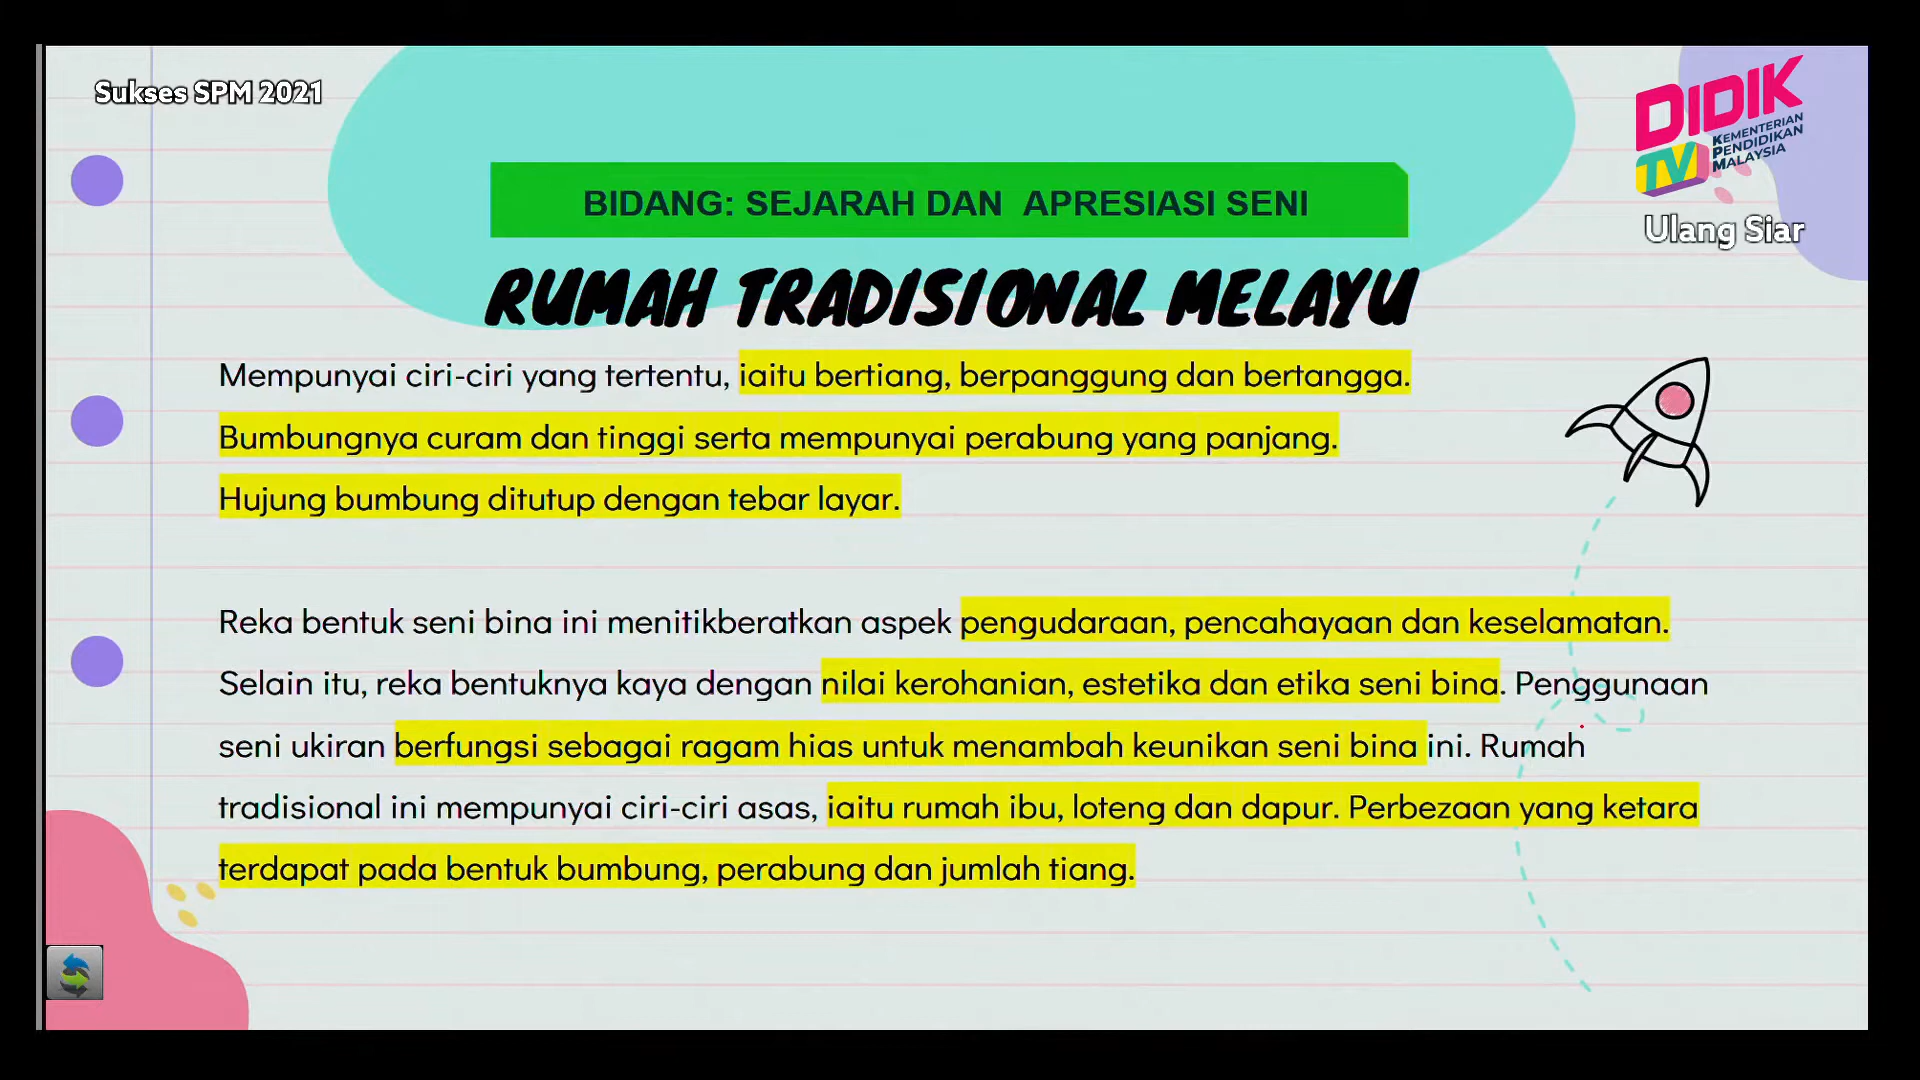 Sukses SPM 2021
DIDIK
TV
KEMENTERIAN
PENDIDIKAN
MALAYSIA
Ulang Siar
BIDANG: SEJARAH DAN APRESIASI SENI
RUMAH TRADISIONAL MELAYU
Mempunyai ciri-ciri yang tertentu, iaitu bertiang, berpanggung dan bertangga.
Bumbungnya curam dan tinggi serta mempunyai perabung yang panjang.
Hujung bumbung ditutup dengan tebar layar.
Reka bentuk seni bina ini menitikberatkan aspek pengudaraan, pencahayaan dan keselamatan.
Selain itu, reka bentuknya kaya dengan nilai kerohanian, estetika dan etika seni bina. Penggunaan
seni ukiran berfungsi sebagai ragam hias untuk menambah keunikan seni bina ini. Rumah
tradisional ini mempunyai ciri-ciri asas, iaitu rumah ibu, loteng dan dapur. Perbezaan yang ketara
terdapat pada bentuk bumbung, perabung dan jumlah tiang.